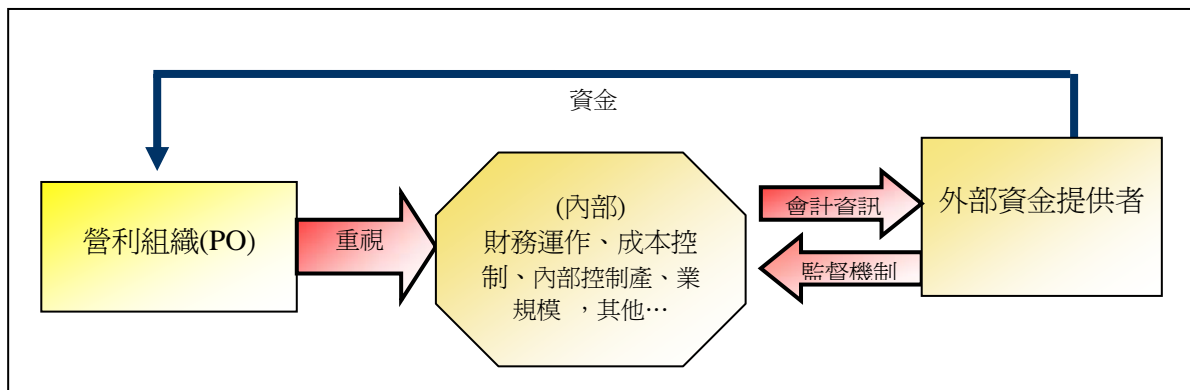 資金
營利組織(PO)
重視
(內部)
財務運作、成本控
制、內部控制產、業
規模 ，其他…
會計資訊
監督機制
外部資金提供者